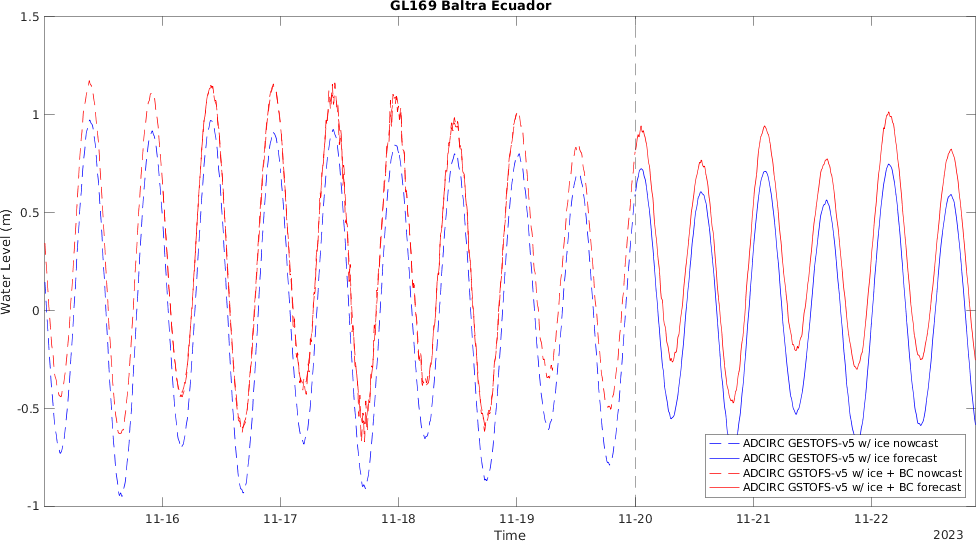 GL169 Baltra Ecuador
1.5
1
0.5
0
-0.5
-1
Water Level (m)
11-16
11-17
11-18
11-19
11-20
11-21
11-22
Time
2023
ADCIRC GESTOFS-v5 w/ ice nowcast
ADCIRC GESTOFS-v5 w/ ice forecast
ADCIRC GSTOFS-v5 w/ ice + BC nowcast
ADCIRC GSTOFS-v5 w/ ice + BC forecast